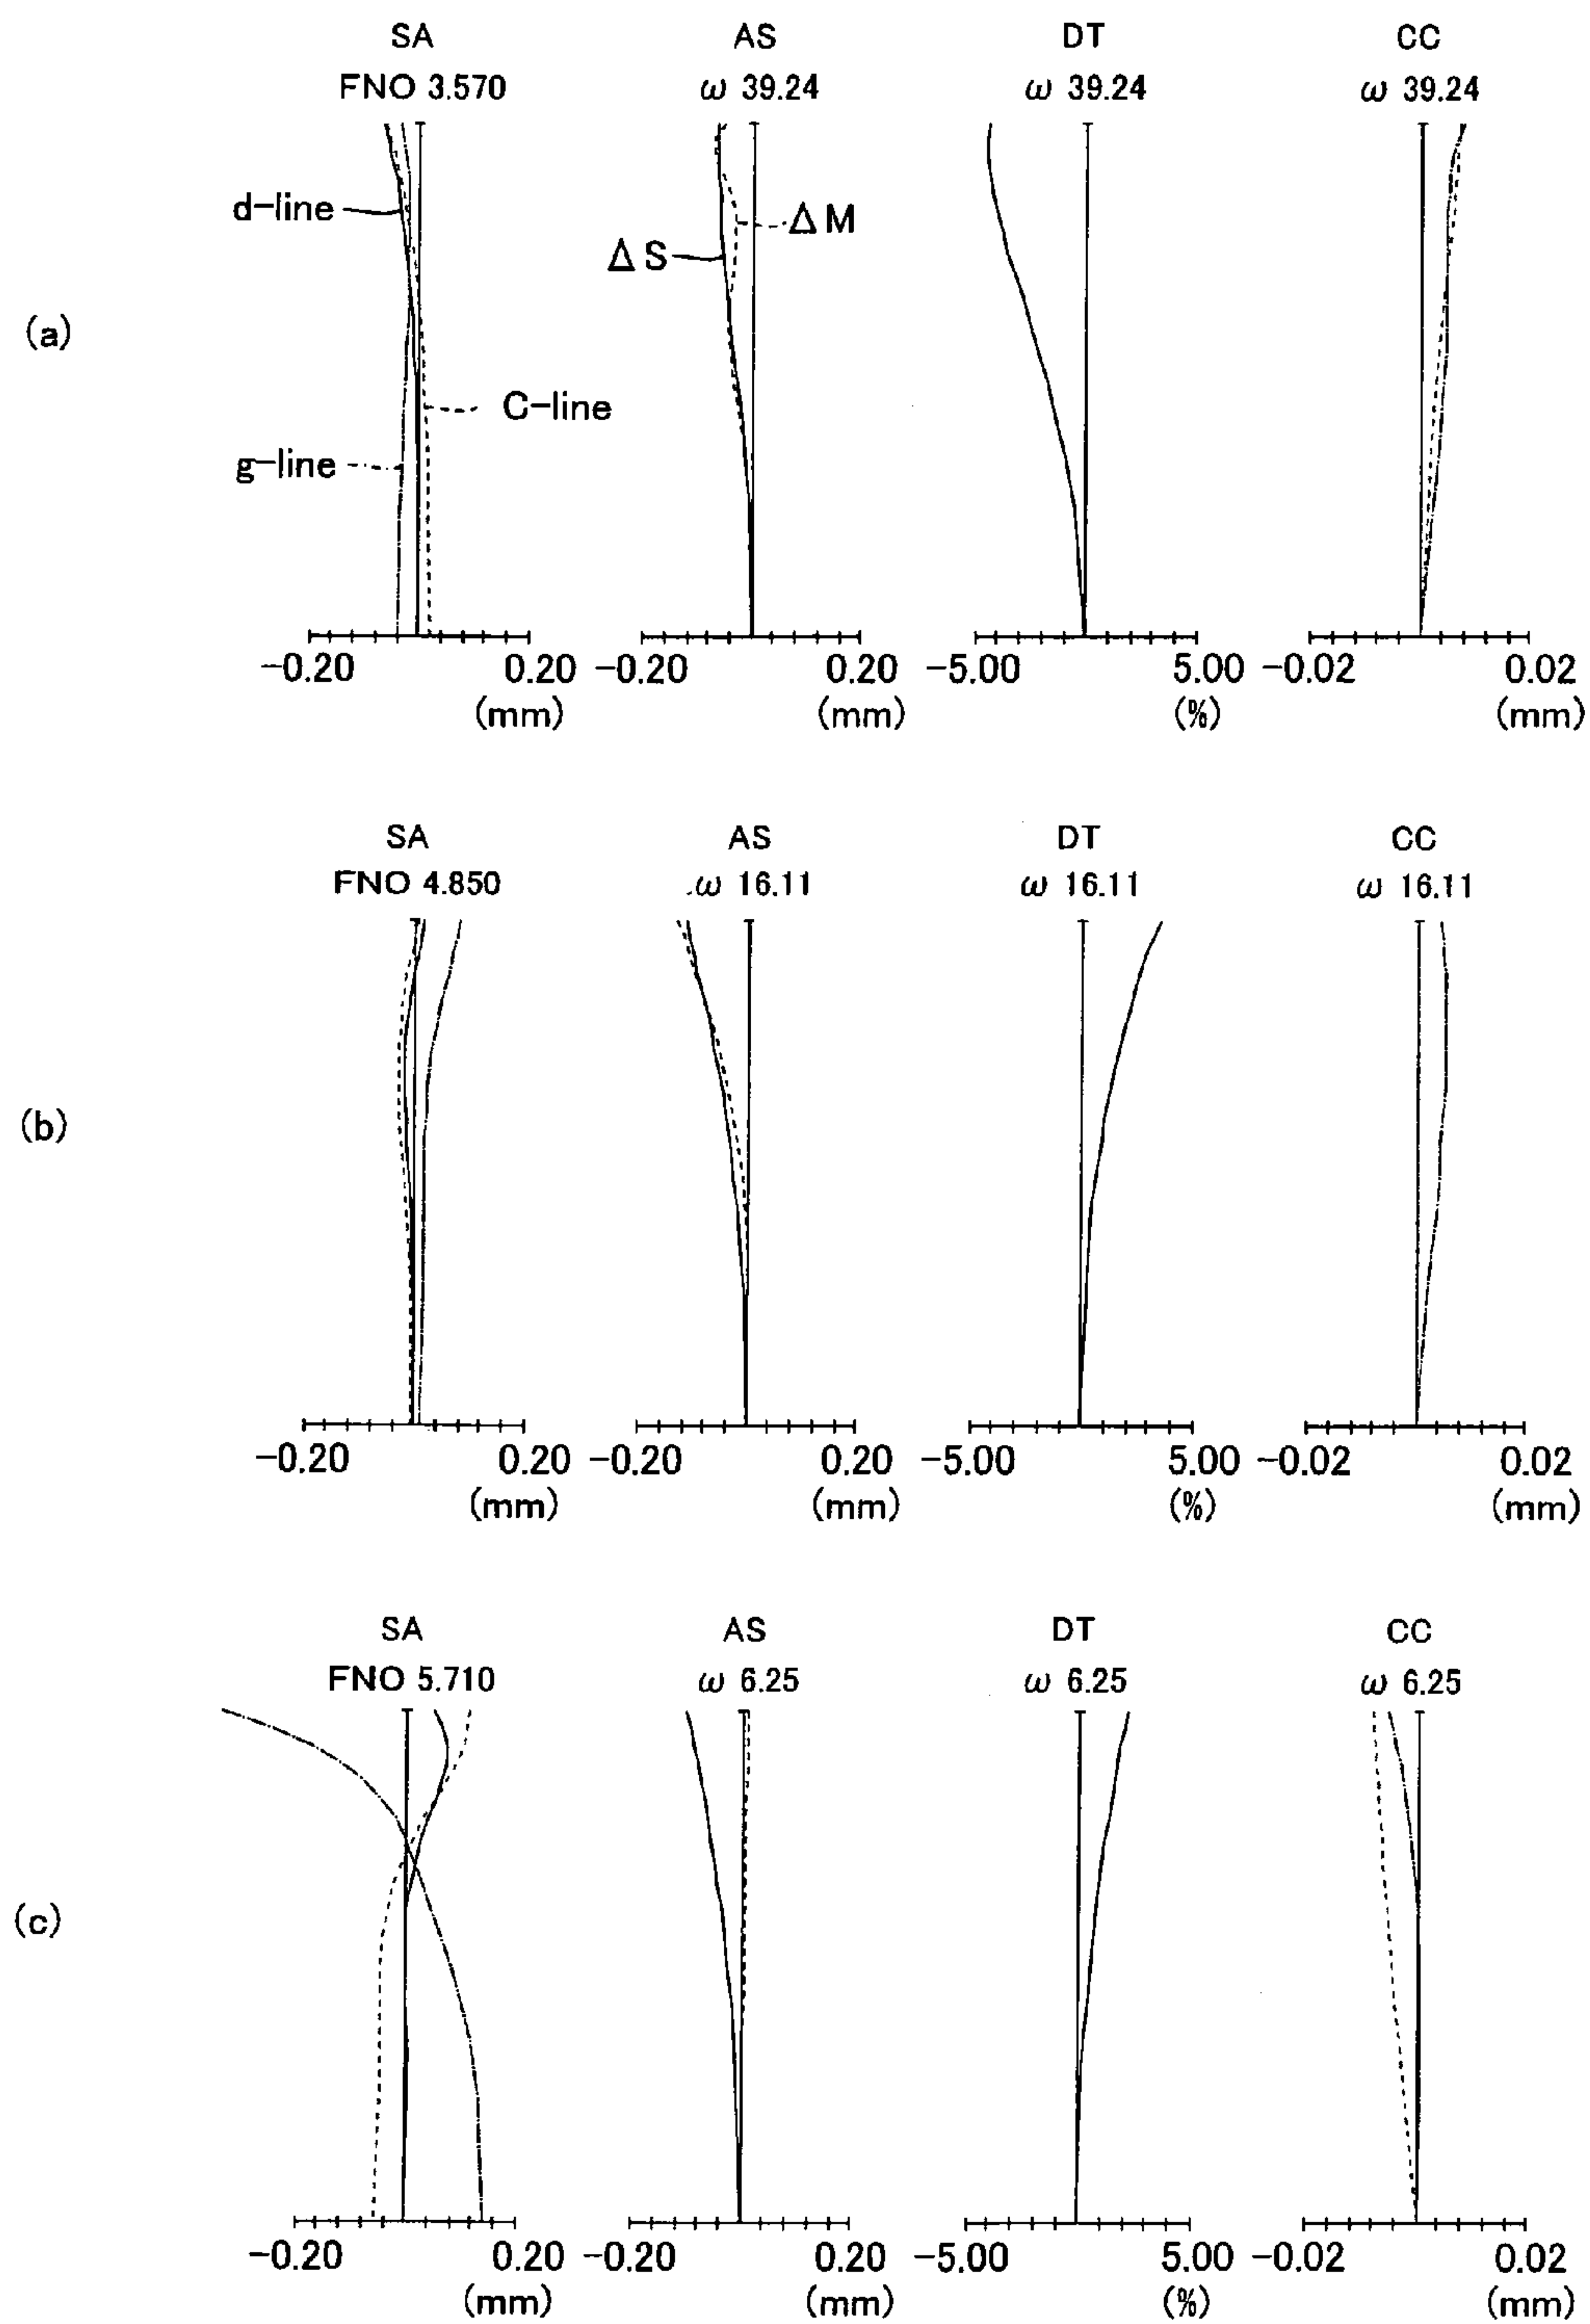 SA AS DT CC
FNO 3.570 ω 39.24 ω 39.24 ω 39.24
d-line
ΔM
ΔS
(a)
C-line
g-line
-0.20 0.20 -0.20 0.20 -5.00 5.00 -0.02 0.02
(mm) (mm) (%) (mm)
SA AS DT CC
FNO 4.850 ω 16.11 ω 16.11 ω 16.11
(b)
-0.20 0.20 -0.20 0.20 -5.00 5.00 -0.02 0.02
(mm) (mm) (%) (mm)
SA AS DT CC
FNO 5.710 ω 6.25 ω 6.25 ω 6.25
(c)
-0.20 0.20 -0.20 0.20 -5.00 5.00 -0.02 0.02
(mm) (mm) (%) (mm)